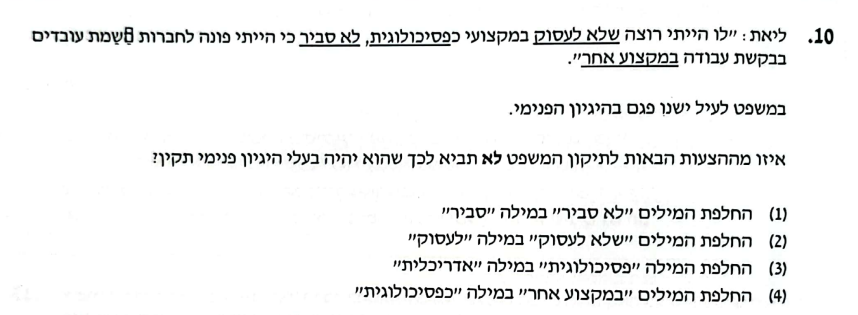 10. ליאת: "לו הייתי רוצה שלא לעסוק במקצועי כפסיכולוגית, לא סביר כי הייתי פונה לחברות הַשָּׂמת עובדים
בבקשת עבודה במקצוע אחר".
במשפט לעיל ישנו פגם בהיגיון הפנימי.
איזו מההצעות הבאות לתיקון המשפט לא תביא לכך שהוא יהיה בעלי היגיון פנימי תקין?
(1) החלפת המילים "לא סביר" במילה "סביר"
(2) החלפת המילים "שלא לעסוק" במילה "לעסוק"
(3) החלפת המילה "פסיכולוגית" במילה "אדריכלית"
(4) החלפת המילים "במקצוע אחר" במילה "כפסיכולוגית"